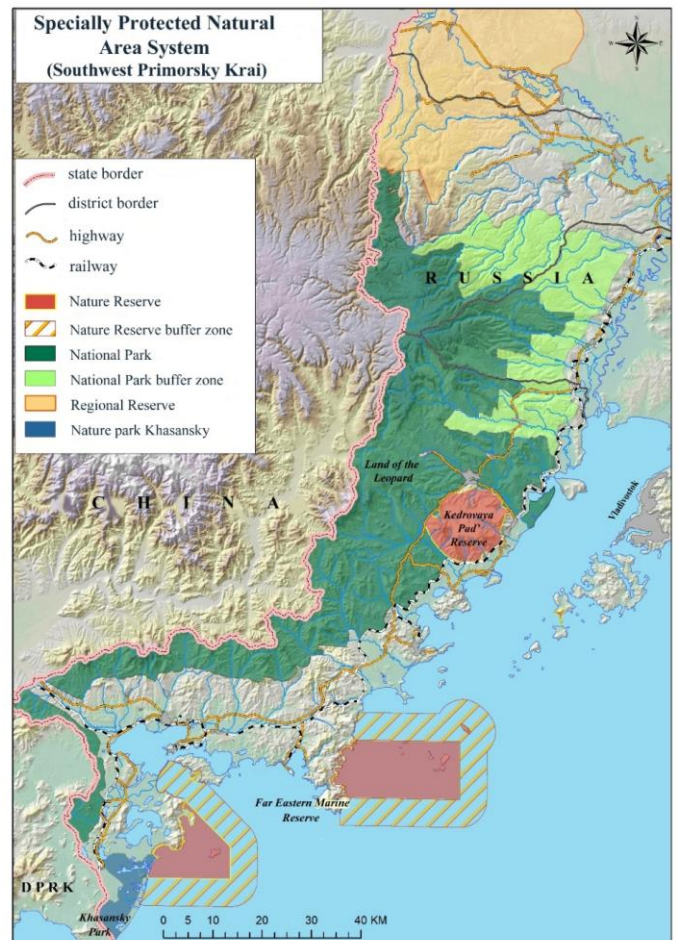 Specially Protected Natural
Area System
(Southwest Primorsky Krai)
N
W
E
S
state border
district border
highway
railway
Nature Reserve
Nature Reserve buffer zone
National Park
National Park buffer zone
Regional Reserve
Nature park Khasansky
RUSSIA
CHINA
Land of the
Leopard
Kedrovaya
Pad'
Reserve
Vladivostok
Far Eastern Marine
Reserve
DPRK
Khasansky
Park
0 5 10 20 30 40 KM